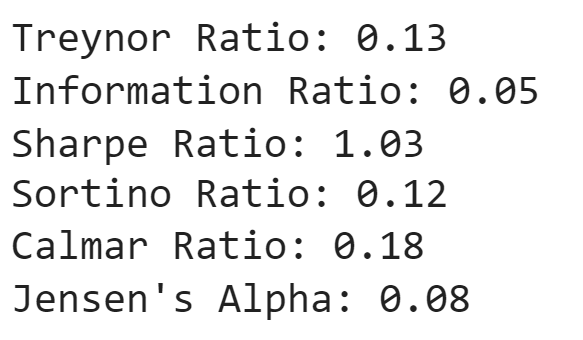 Treynor Ratio: 0.13
Information Ratio: 0.05
Sharpe Ratio: 1.03
Sortino Ratio: 0.12
Calmar Ratio: 0.18
Jensen's Alpha: 0.08